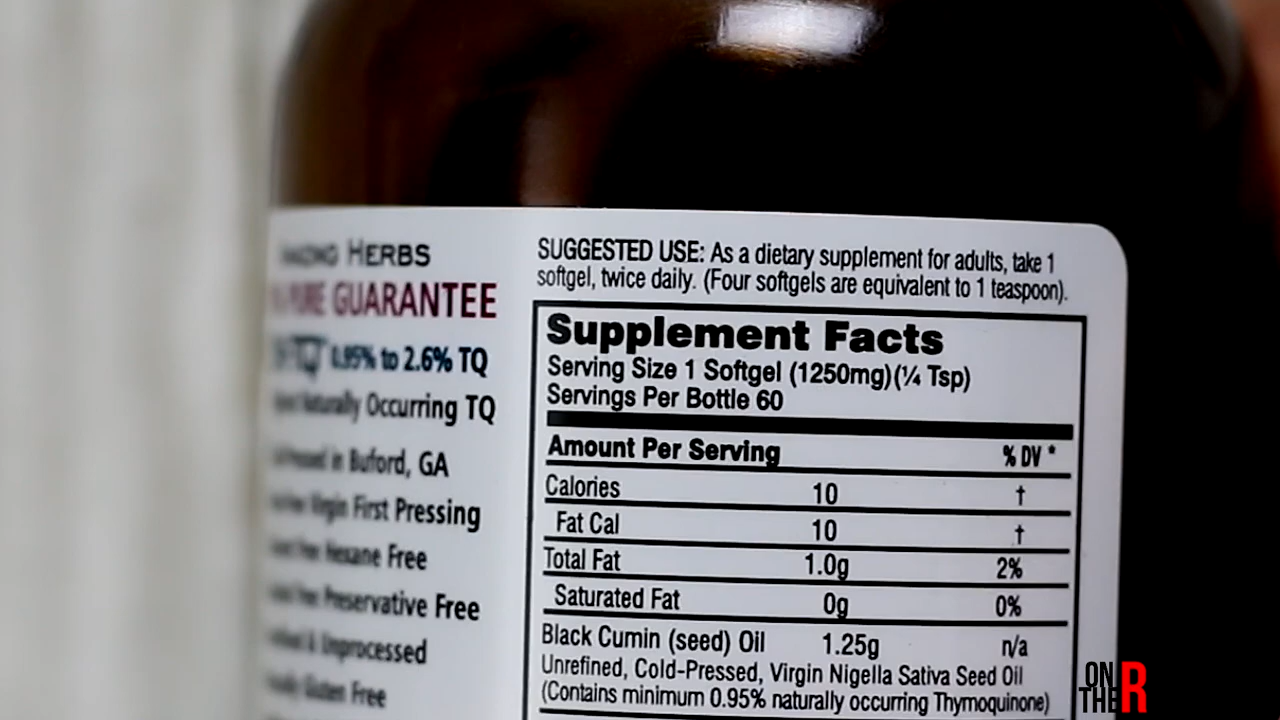 HERBS
PURE GUARANTEE
0.95% to 2.6% TQ
Naturally Occurring TQ
Pressed in Buford, GA
Virgin First Pressing
Hexane Free
Preservative Free
& Unprocessed
Gluten Free
SUGGESTED USE: As a dietary supplement for adults, take 1
softgel, twice daily. (Four softgels are equivalent to 1 teaspoon).
Supplement Facts
Serving Size 1 Softgel (1250mg)(¼ Tsp)
Servings Per Bottle 60
Amount Per Serving % DV *
Calories 10 †
Fat Cal 10 †
Total Fat 1.0g 2%
Saturated Fat 0g 0%
Black Cumin (seed) Oil 1.25g n/a
Unrefined, Cold-Pressed, Virgin Nigella Sativa Seed Oil
(Contains minimum 0.95% naturally occurring Thymoquinone)
ON
THE R